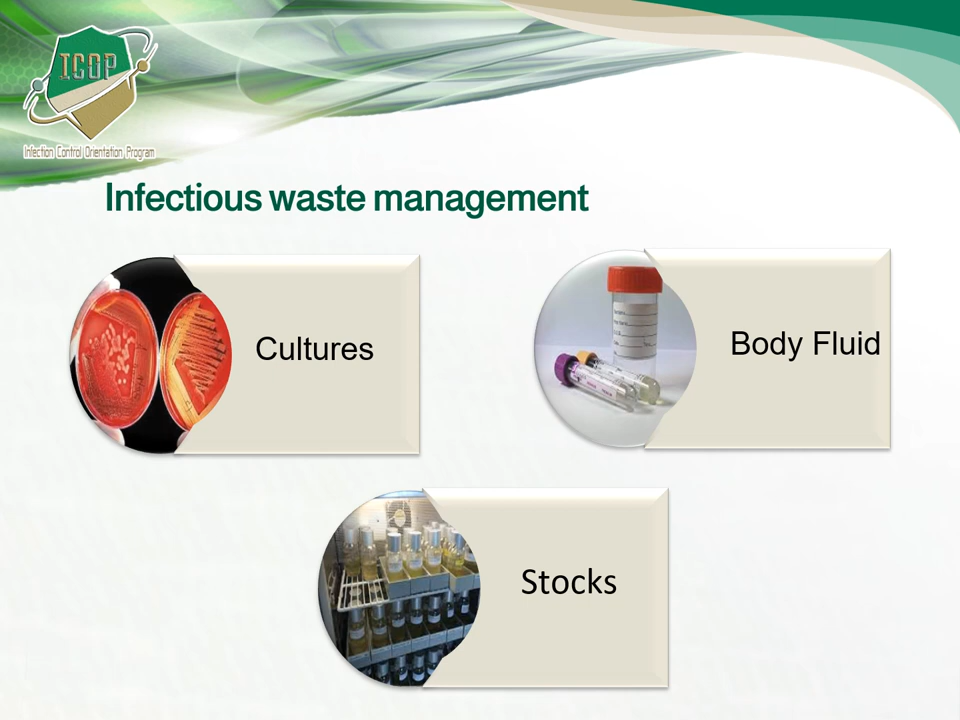 ICOP
Infection Control Orientation Program
Infectious waste management
Cultures
Body Fluid
Stocks